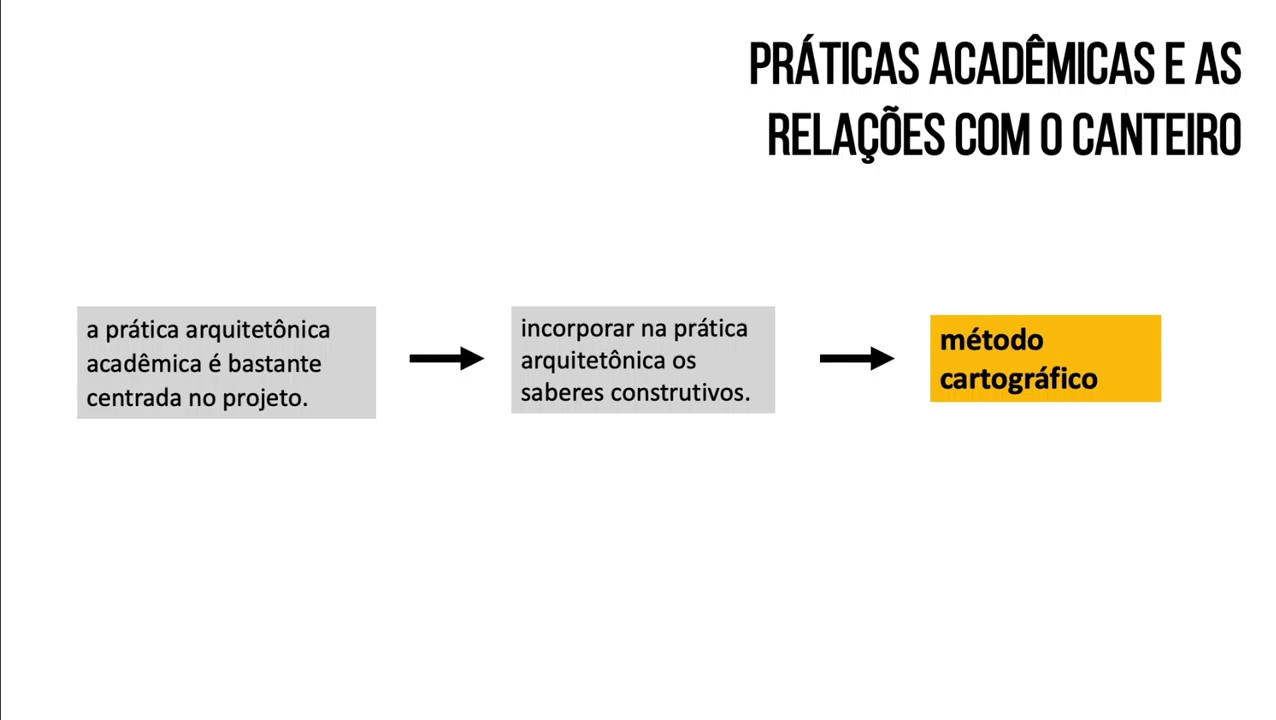 PRÁTICAS ACADÊMICAS E AS
RELAÇÕES COM O CANTEIRO
a prática arquitetônica
acadêmica é bastante
centrada no projeto.
incorporar na prática
arquitetônica os
saberes construtivos.
método
cartográfico